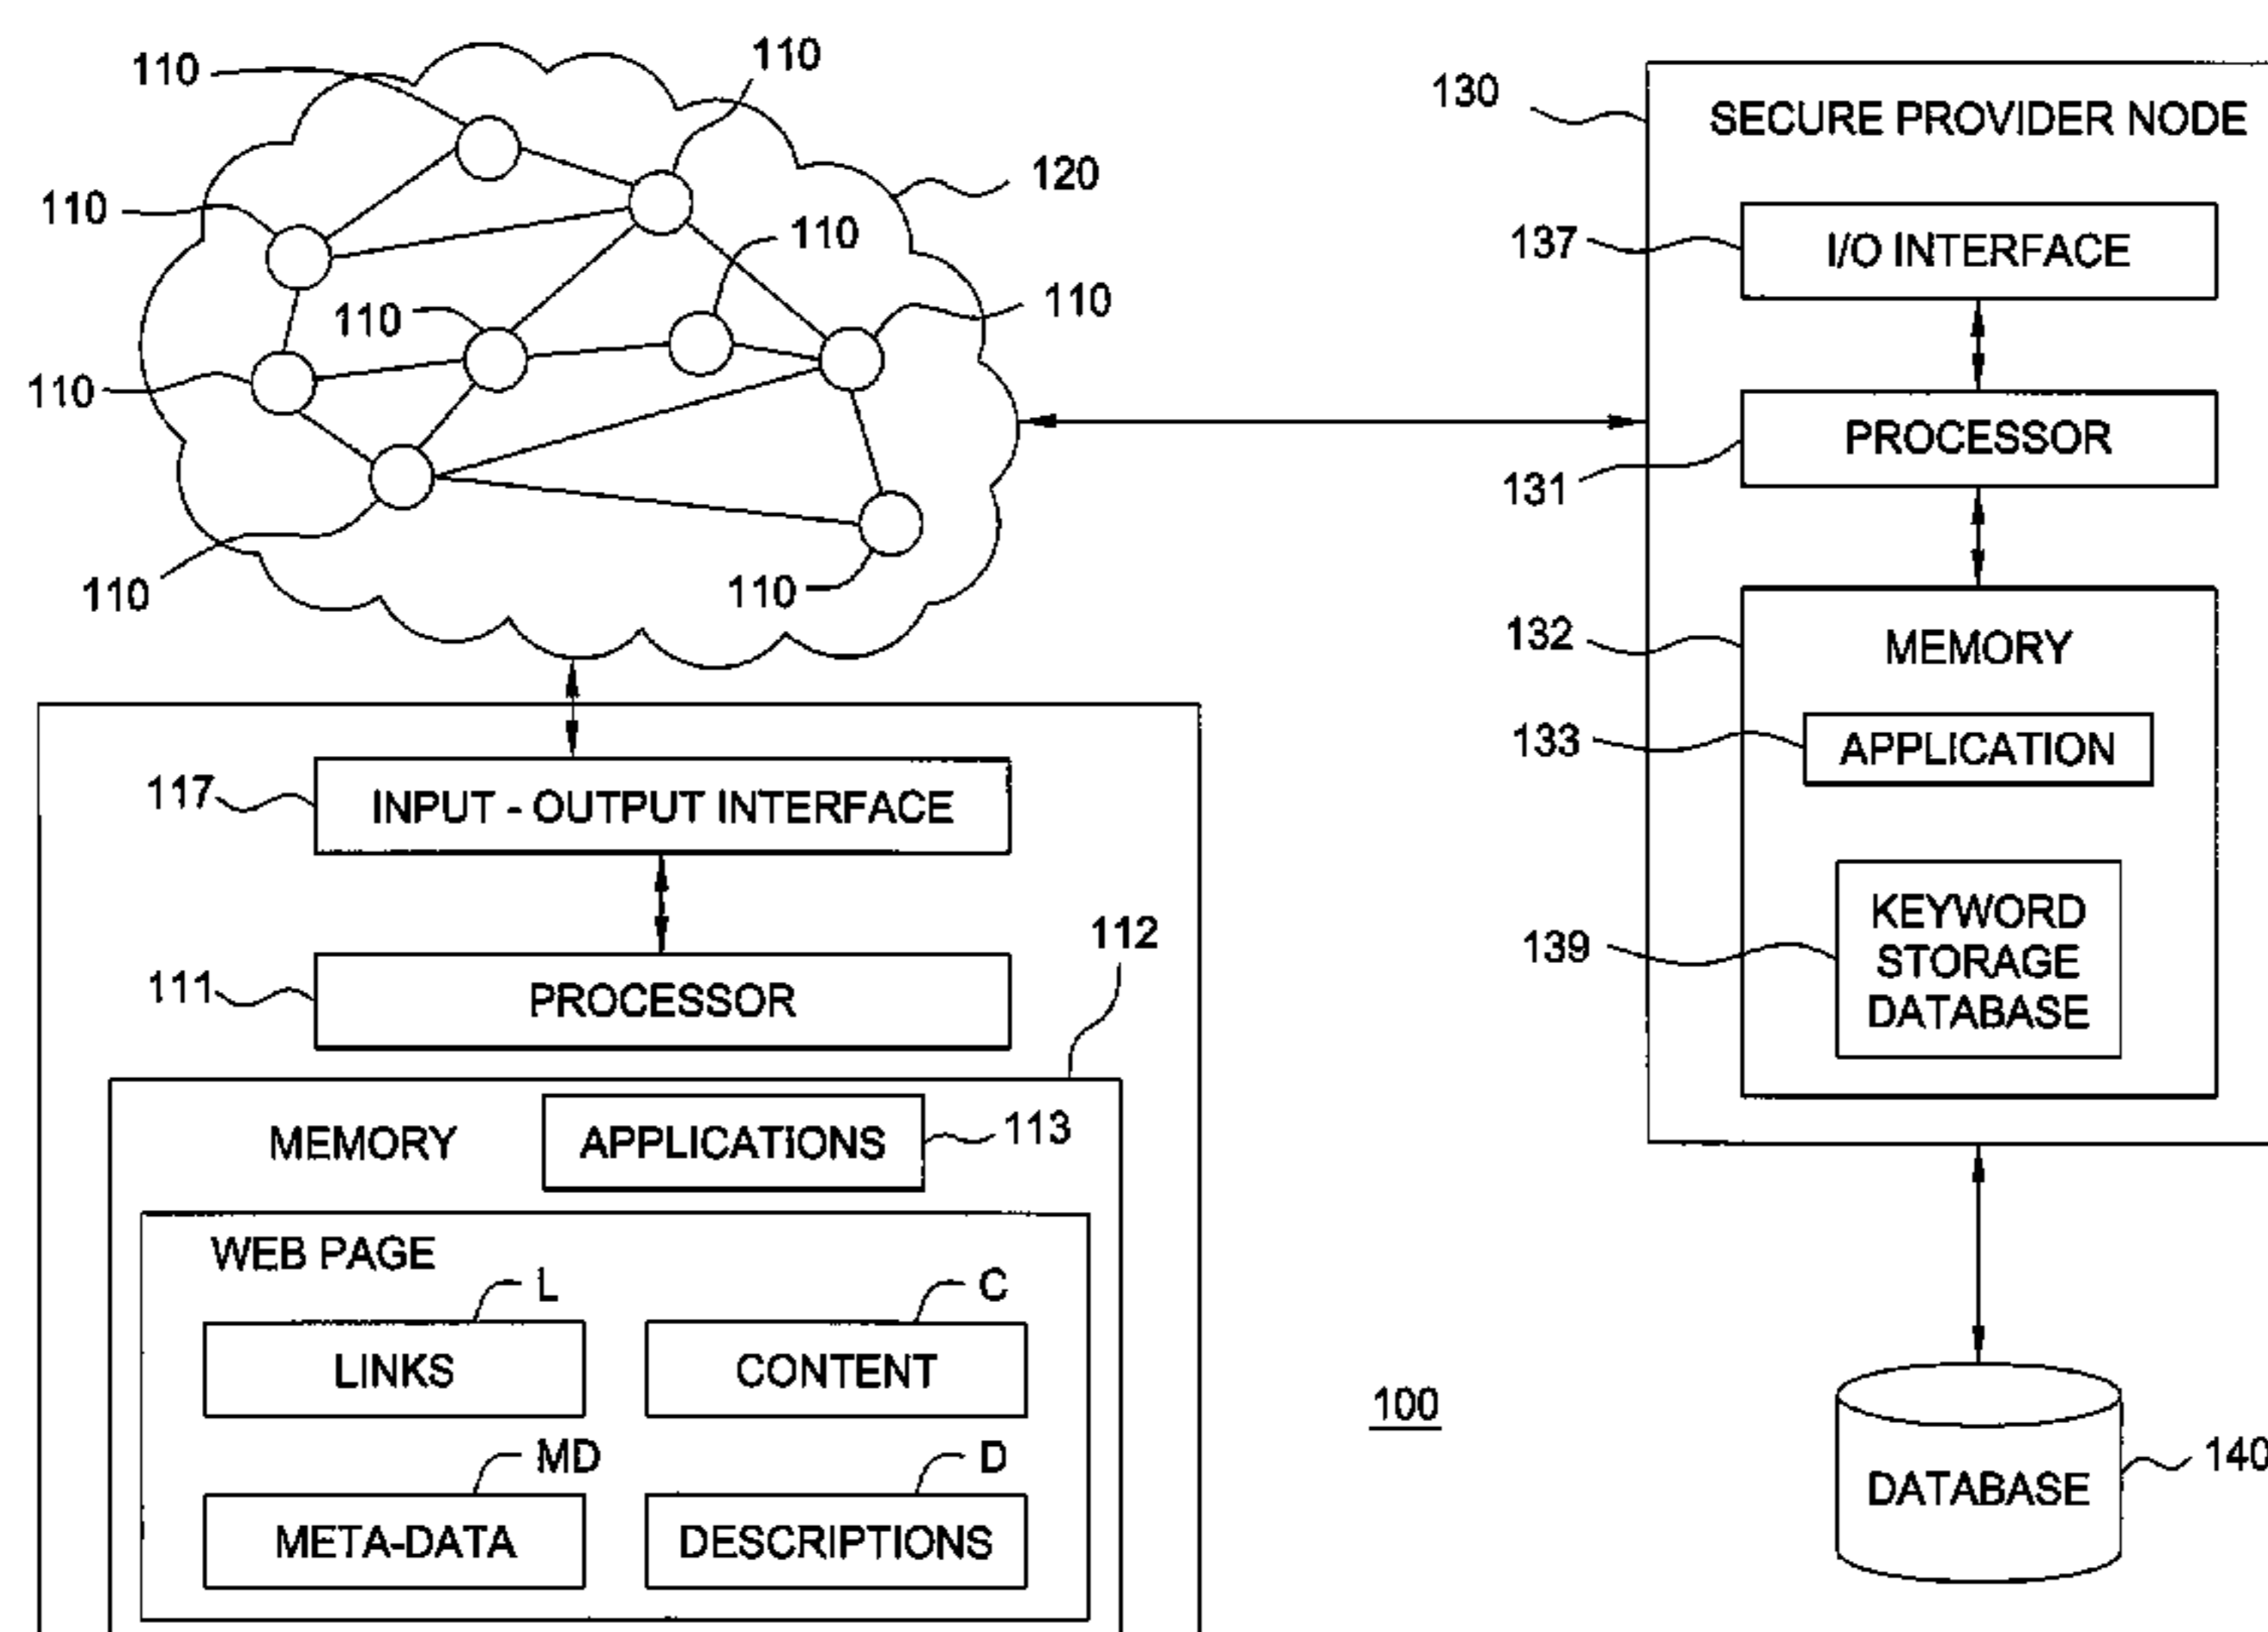 110
110
120
110
110
110
110
110
110
110
130
SECURE PROVIDER NODE
137
I/O INTERFACE
PROCESSOR
131
132
MEMORY
133
APPLICATION
139
KEYWORD
STORAGE
DATABASE
117
INPUT - OUTPUT INTERFACE
111
PROCESSOR
112
MEMORY
APPLICATIONS
113
WEB PAGE
L
C
LINKS
CONTENT
MD
D
META-DATA
DESCRIPTIONS
100
DATABASE
140